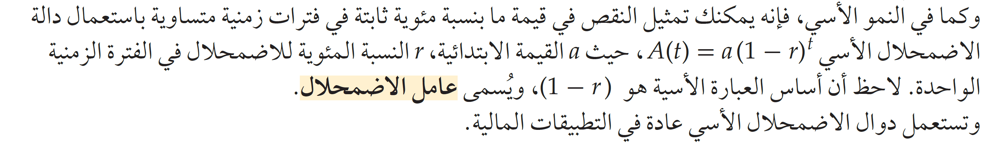 وكما في النمو الأسي، فإنه يمكنك تمثيل النقص في قيمة ما بنسبة مئوية ثابتة في فترات زمنية متساوية باستعمال دالة
الاضمحلال الأسي A(t) = a(1 − r)^t ، حيث a القيمة الابتدائية، r النسبة المئوية للاضمحلال في الفترة الزمنية
الواحدة. لاحظ أن أساس العبارة الأسية هو (1 − r)، ويُسمى عامل الاضمحلال.
وتستعمل دوال الاضمحلال الأسي عادة في التطبيقات المالية.